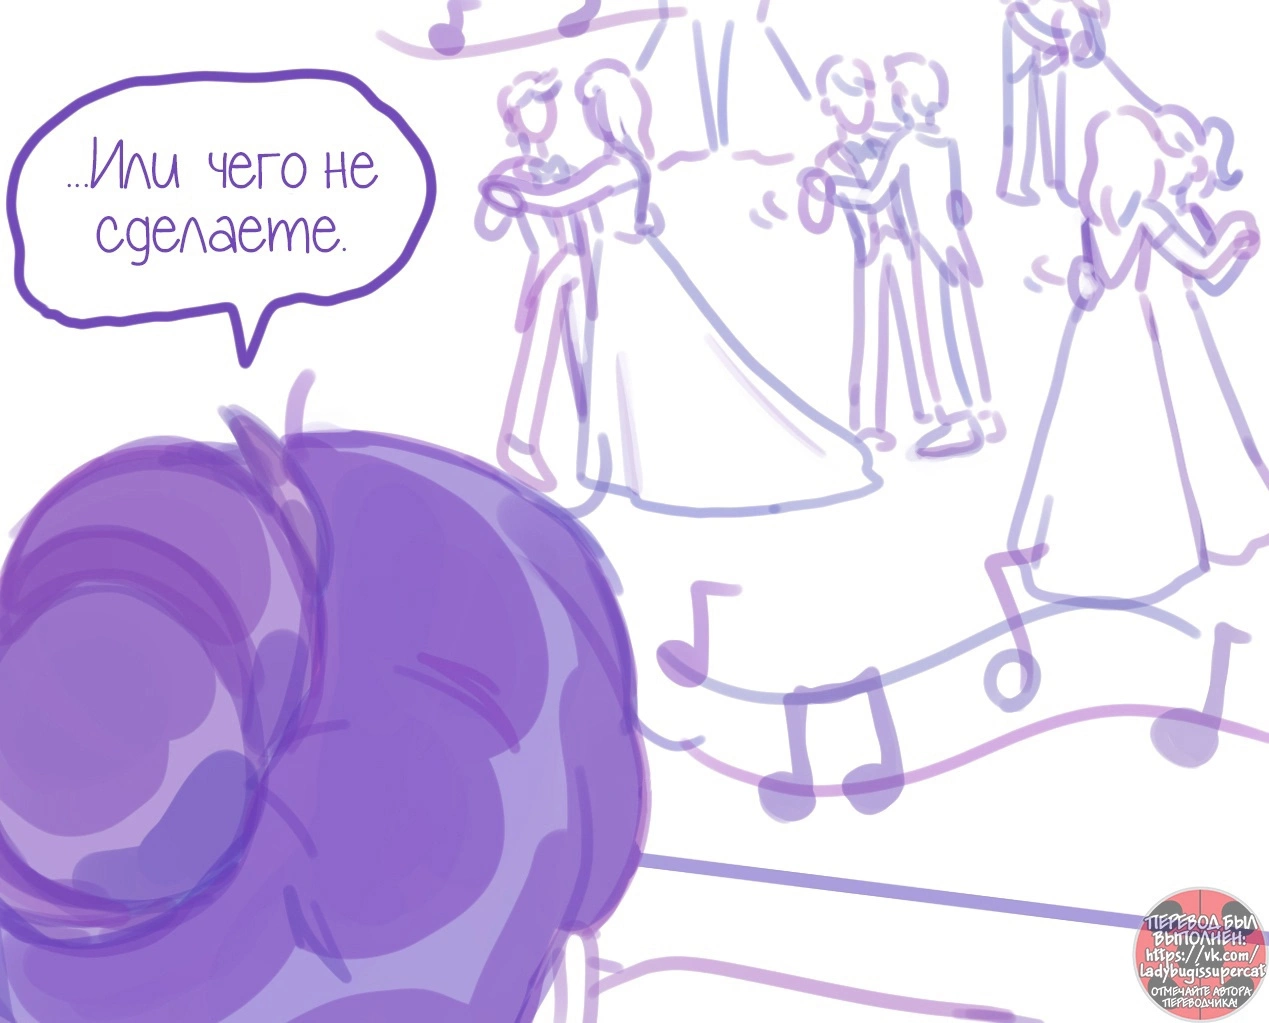 ...Или чего не
сделаете.
ПЕРЕВОД БЫЛ
ВЫПОЛНЕН:
https://vk.com/
ladybugissupercat
ОТМЕЧАЙТЕ АВТОРА
ПЕРЕВОДЧИКА!